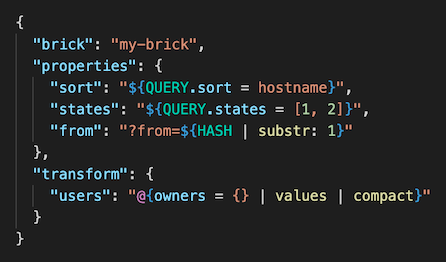 {
"brick": "my-brick",
"properties": {
"sort": "${QUERY.sort = hostname}",
"states": "${QUERY.states = [1, 2]}",
"from": "?from=${HASH | substr: 1}"
},
"transform": {
"users": "@{owners = {} | values | compact}"
}
}